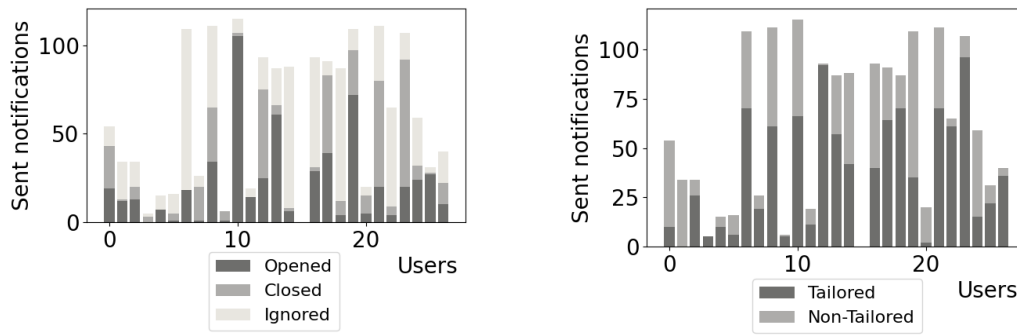 Sent notifications
100
50
0
0
10
20
Users
Opened
Closed
Ignored
Sent notifications
100
75
50
25
0
0
10
20
Users
Tailored
Non-Tailored